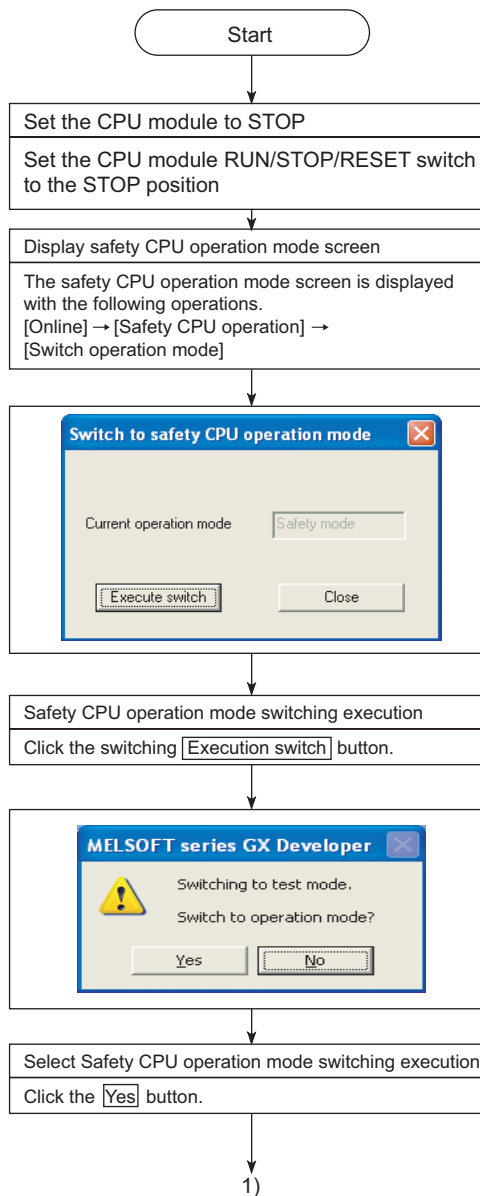 Start
Set the CPU module to STOP
Set the CPU module RUN/STOP/RESET switch
to the STOP position
Display safety CPU operation mode screen
The safety CPU operation mode screen is displayed
with the following operations.
[Online] → [Safety CPU operation] →
[Switch operation mode]
Switch to safety CPU operation mode
Current operation mode Safety mode
Execute switch Close
Safety CPU operation mode switching execution
Click the switching Execution switch button.
MELSOFT series GX Developer
Switching to test mode.
Switch to operation mode?
Yes No
Select Safety CPU operation mode switching execution
Click the Yes button.
1)